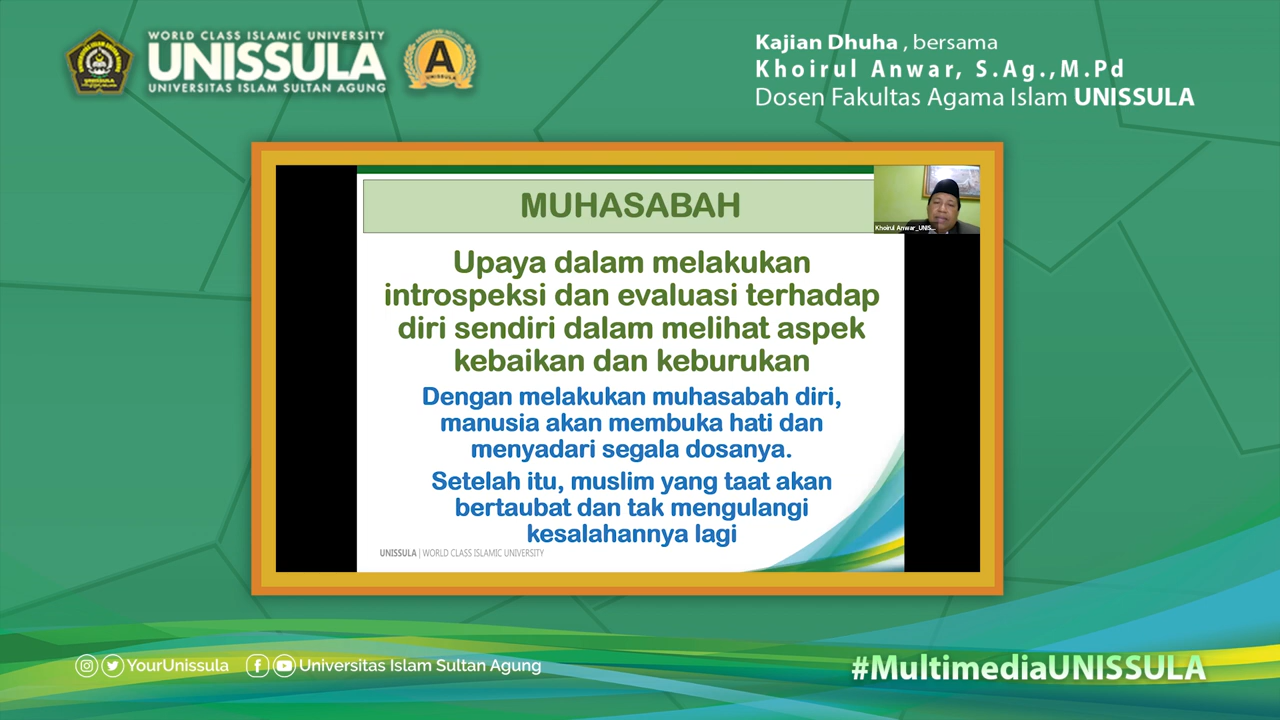 WORLD CLASS ISLAMIC UNIVERSITY
UNISSULA
UNIVERSITAS ISLAM SULTAN AGUNG
UNISSULA
Kajian Dhuha , bersama
Khoirul Anwar, S.Ag.,M.Pd
Dosen Fakultas Agama Islam UNISSULA
MUHASABAH
Khoirul Anwar_UNIS...
Upaya dalam melakukan
introspeksi dan evaluasi terhadap
diri sendiri dalam melihat aspek
kebaikan dan keburukan
Dengan melakukan muhasabah diri,
manusia akan membuka hati dan
menyadari segala dosanya.
Setelah itu, muslim yang taat akan
bertaubat dan tak mengulangi
kesalahannya lagi
UNISSULA | WORLD CLASS ISLAMIC UNIVERSITY
YourUnissula
Universitas Islam Sultan Agung
#MultimediaUNISSULA